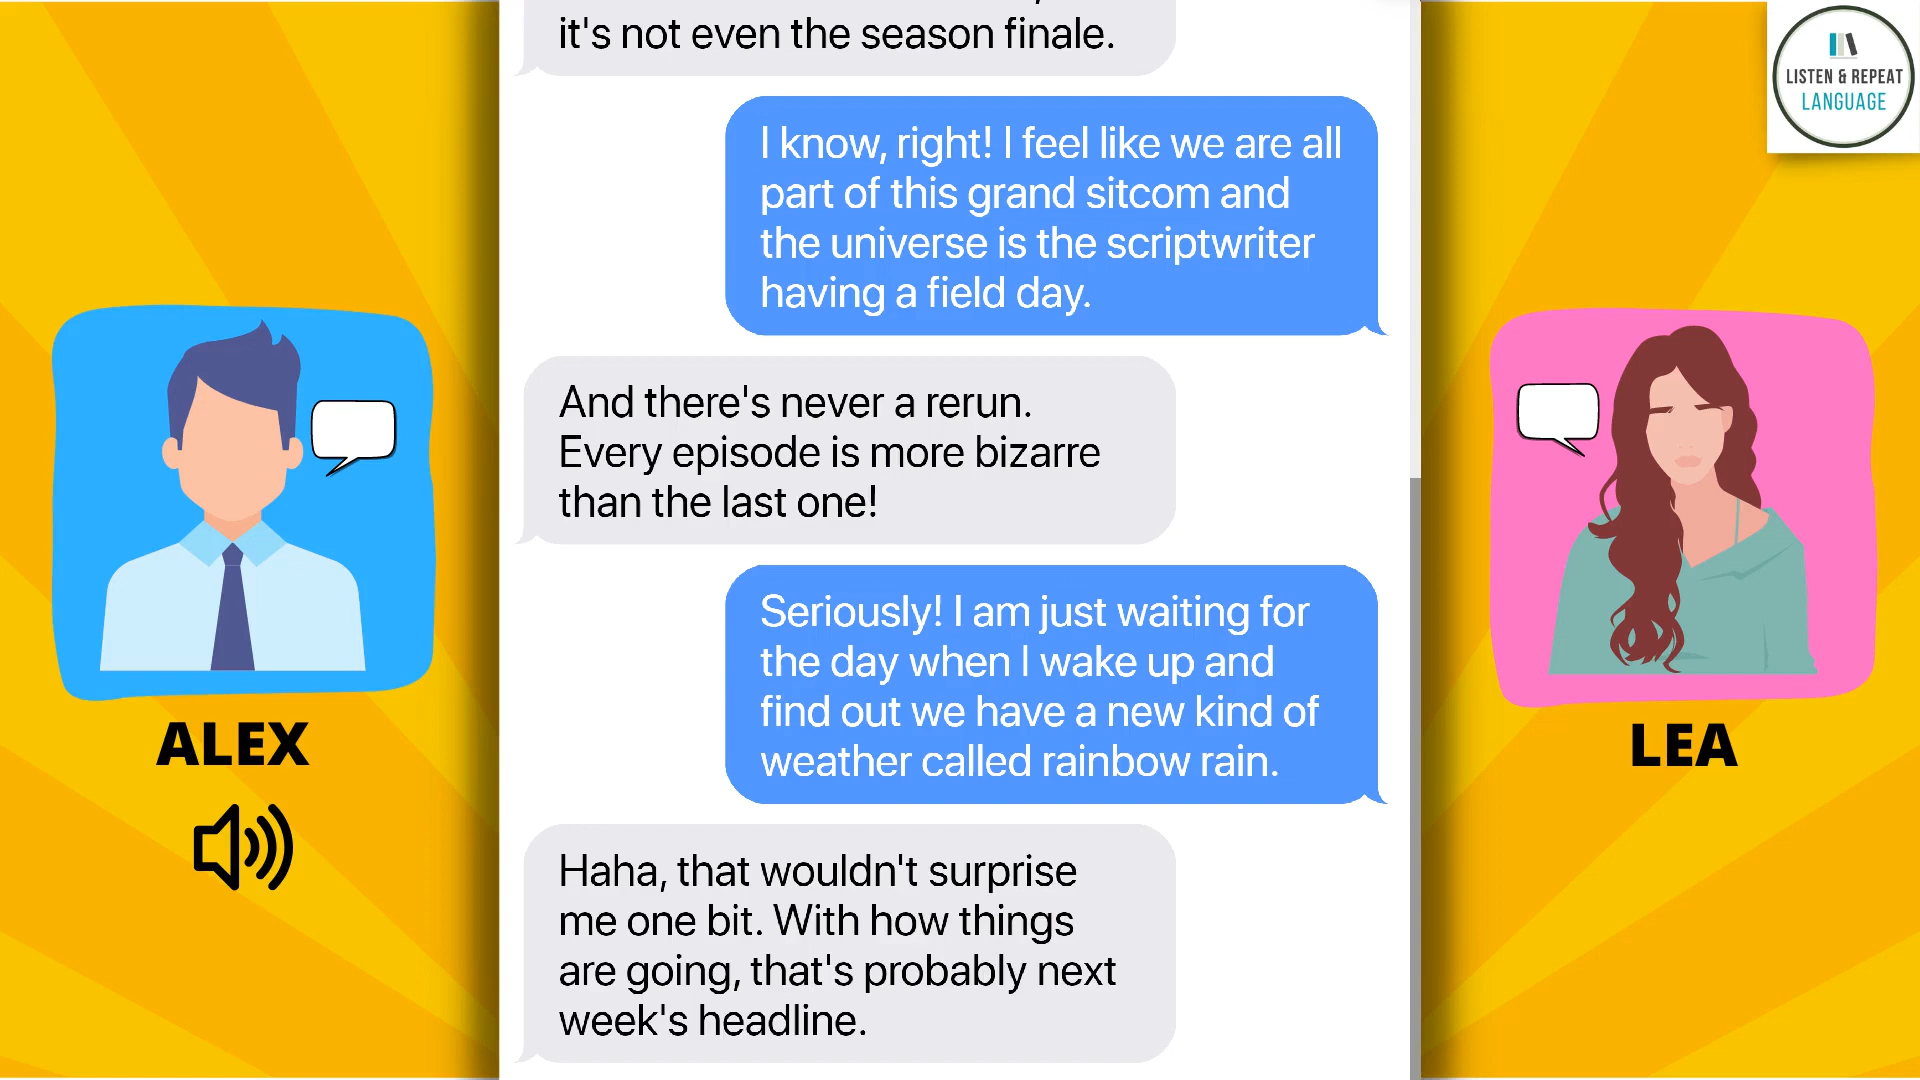 it's not even the season finale.
I know, right! I feel like we are all
part of this grand sitcom and
the universe is the scriptwriter
having a field day.
And there's never a rerun.
Every episode is more bizarre
than the last one!
Seriously! I am just waiting for
the day when I wake up and
find out we have a new kind of
weather called rainbow rain.
Haha, that wouldn't surprise
me one bit. With how things
are going, that's probably next
week's headline.
ALEX
LEA
LISTEN & REPEAT
LANGUAGE